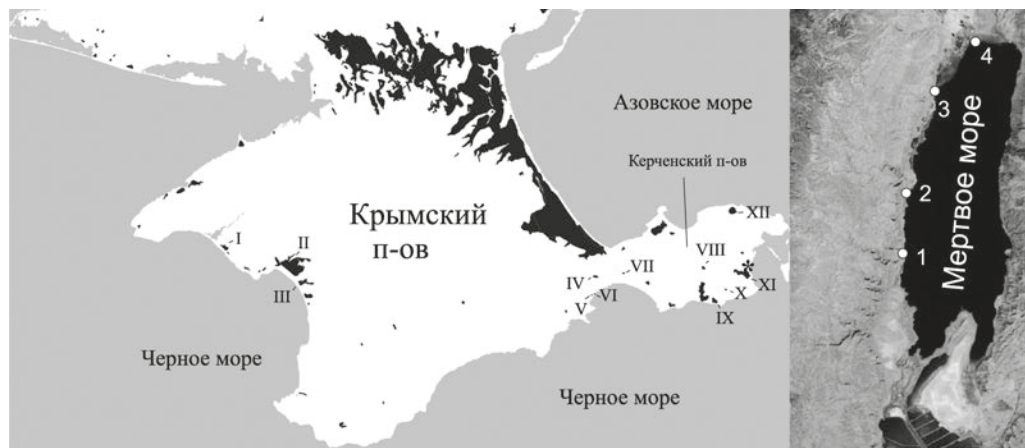 Азовское море
Керченский п-ов
XII
Крымский
п-ов
I
II
III
IV
VII
VIII
V
VI
X
XI
IX
Черное море
Черное море
4
3
2
1
Мертвое море